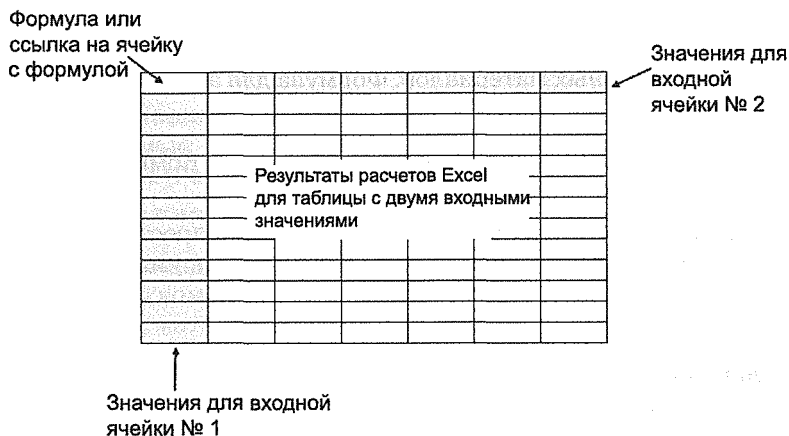 Формула или
ссылка на ячейку
с формулой
Значения для
входной
ячейки № 2
Результаты расчетов Excel
для таблицы с двумя входными
значениями
Значения для входной
ячейки № 1